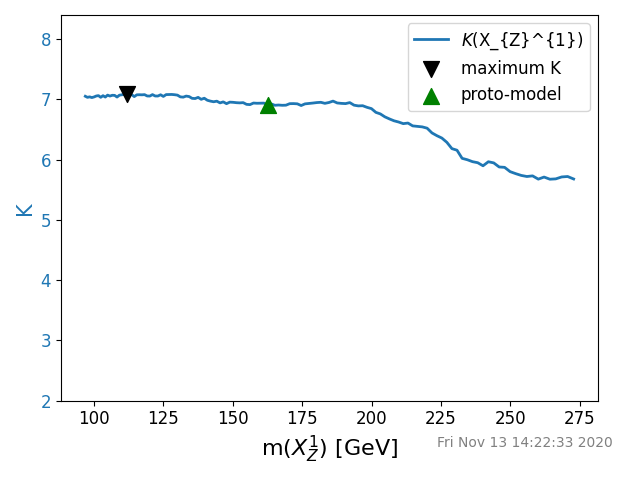 K(X_{Z}^{1})
maximum K
proto-model
8
7
6
5
4
3
2
K
100 125 150 175 200 225 250 275
m(X_Z^1) [GeV]
Fri Nov 13 14:22:33 2020